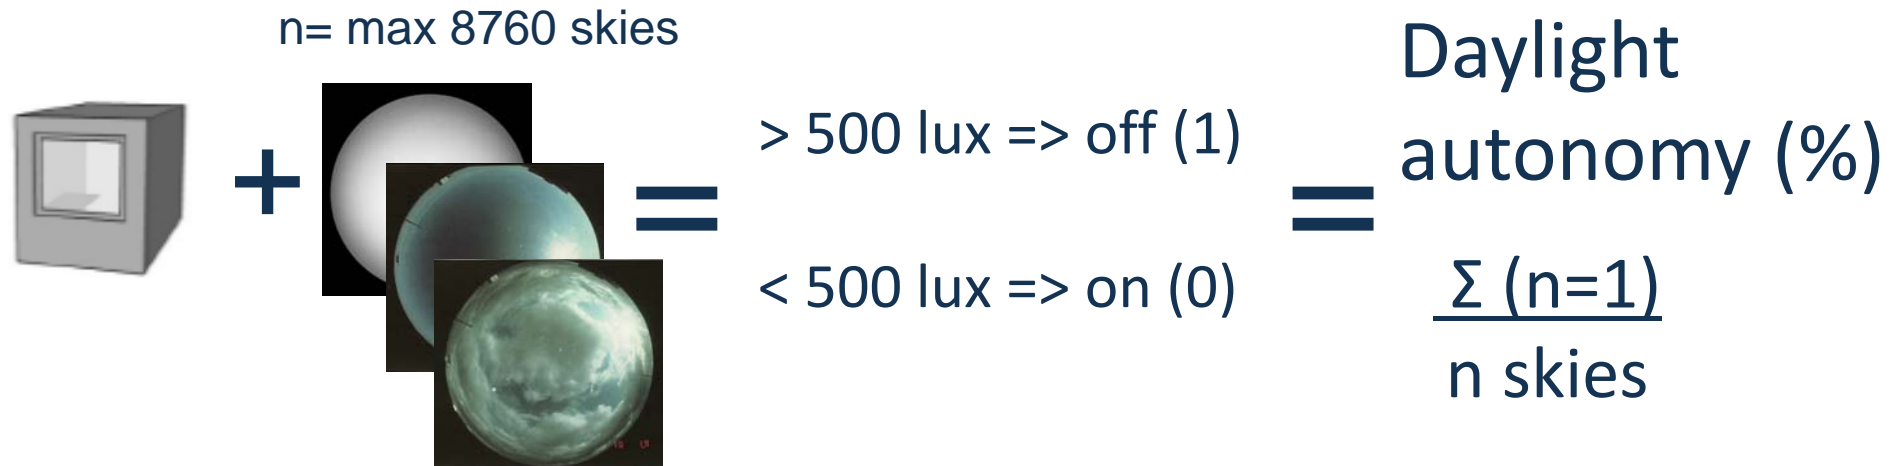 n= max 8760 skies
> 500 lux => off (1)
< 500 lux => on (0)
Daylight
autonomy (%)
Σ (n=1)
n skies